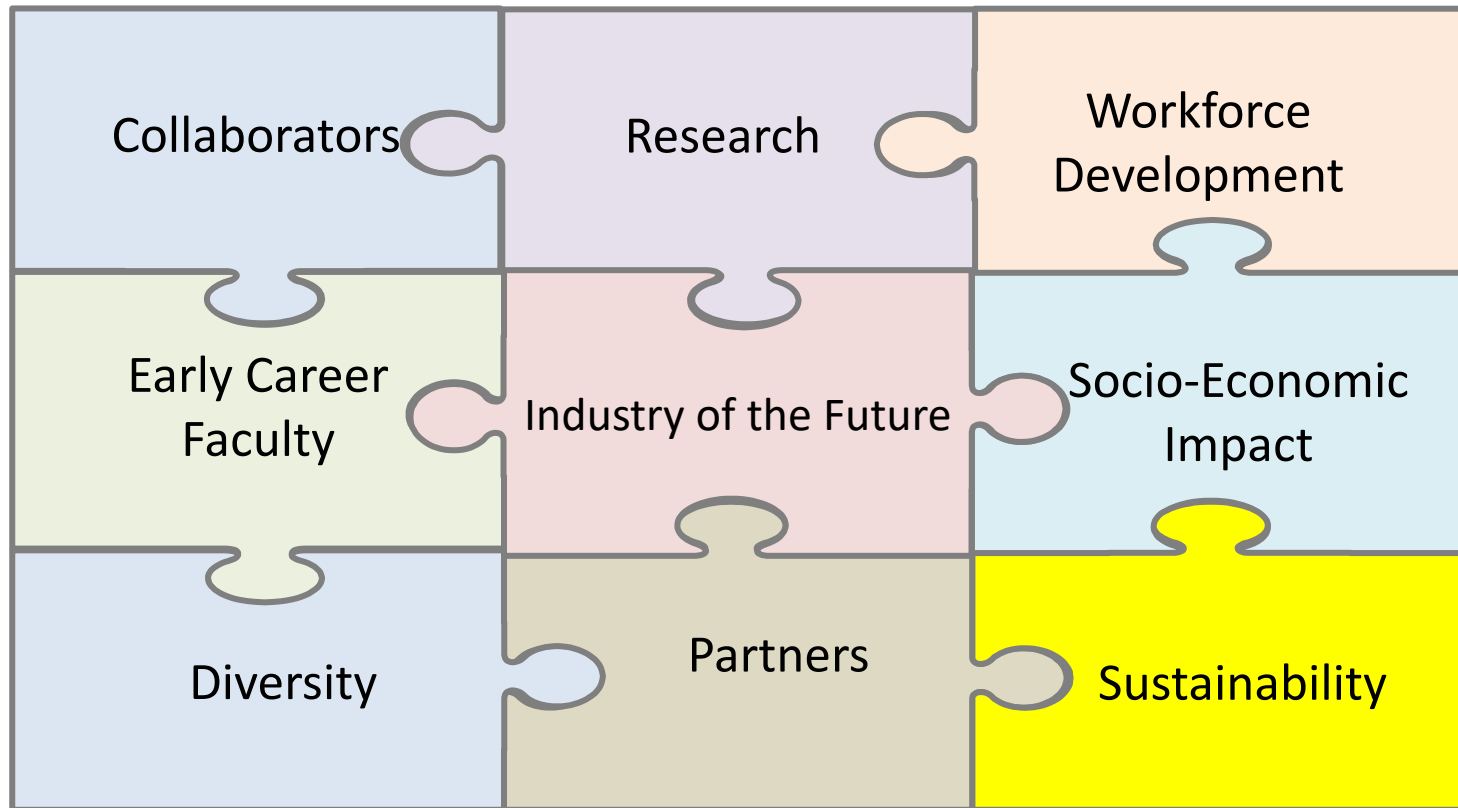 Collaborators
Research
Workforce
Development
Early Career
Faculty
Industry of the Future
Socio-Economic
Impact
Diversity
Partners
Sustainability